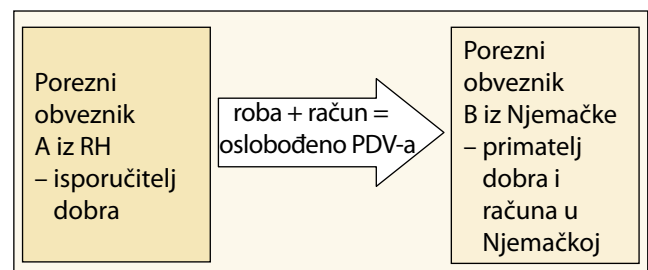 Porezni
obveznik
A iz RH
– isporučitelj
dobra
roba + račun =
oslobođeno PDV-a
Porezni
obveznik
B iz Njemačke
– primatelj
dobra i
računa u
Njemačkoj